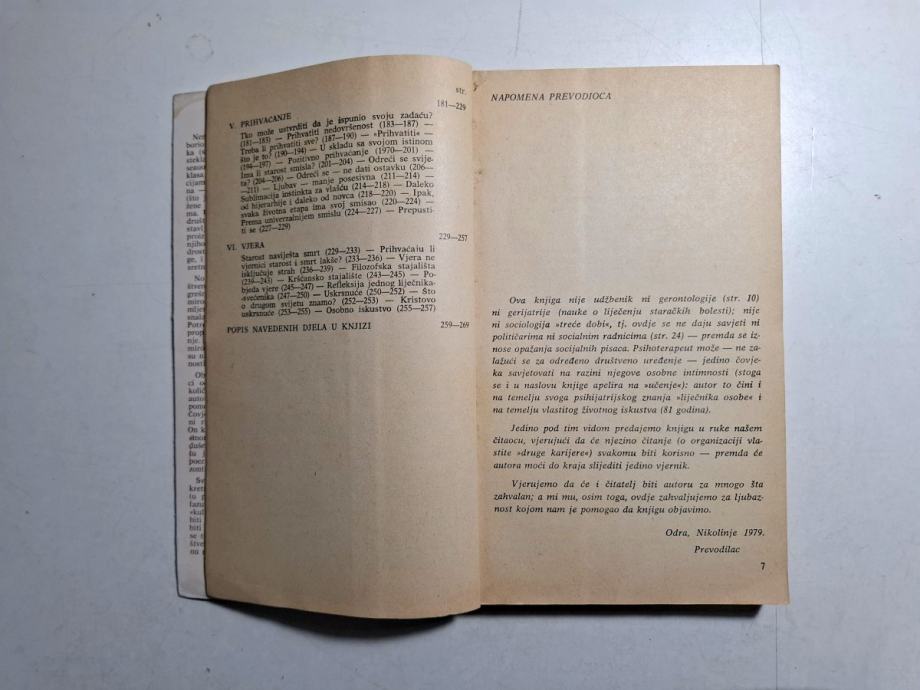 str.
V. PRIHVAĆANJE 181—229
Tko može ustvrditi da je ispunio svoju zadaću?
(181—183) — Prihvatiti nedovršenost (183—187) —
Treba li prihvatiti sve? (187—190) — »Prihvatiti« —
što je to? (190—194) — U skladu sa svojom istinom
(194—197) — Pozitivno prihvaćanje (1970—201) —
Ima li starost smisla? (201—204) — Odreći se svije-
ta? (204—206) — Odreći se — ne dati ostavku (206—
—211) — Ljubav — manje posesivna (211—214) —
Sublimacija instinkta za vlašću (214—218) — Daleko
od hijerarhije i daleko od novca (218—220) — Ipak,
svaka životna etapa ima svoj smisao (220—224) —
Prema univerzalnijem smislu (224—227) — Prepusti-
ti se (227—229)
VI. VJERA 229—257
Starost naviješta smrt (229—233) — Prihvaćaju li
vjernici starost i smrt lakše? (233—236) — Vjera ne
isključuje strah (236—239) — Filozofska stajališta
(239—243) — Kršćansko stajalište (243—245) — Po-
bjeda vjere (245—247) — Refleksija jednog liječnika-
-svećenika (247—250) — Uskrsnuće (250—252) — Što
o drugom svijetu znamo? (252—253) — Kristovo
uskrsnuće (253—255) — Osobno iskustvo (255—257)
POPIS NAVEDENIH DJELA U KNJIZI 259—269
NAPOMENA PREVODIOCA
Ova knjiga nije udžbenik ni gerontologije (str. 10)
ni gerijatrije (nauke o liječenju staračkih bolesti); nije
ni sociologija »treće dobi«, tj. ovdje se ne daju savjeti ni
političarima ni socialnim radnicima (str. 24) — premda se iz-
nose opažanja socijalnih pisaca. Psihoterapeut može — ne za-
lažući se za određeno društveno uređenje — jedino čovje-
ka savjetovati na razini njegove osobne intimnosti (stoga
se i u naslovu knjige apelira na »učenje«): autor to čini i
na temelju svoga psihijatrijskog znanja »liječnika osobe« i
na temelju vlastitog životnog iskustva (81 godina).
Jedino pod tim vidom predajemo knjigu u ruke našem
čitaocu, vjerujući da će njezino čitanje (o organizaciji vla-
stite »druge karijere«) svakomu biti korisno — premda će
autora moći do kraja slijediti jedino vjernik.
Vjerujemo da će i čitatelj biti autoru za mnogo šta
zahvalan; a mi mu, osim toga, ovdje zahvaljujemo za ljubaz-
nost kojom nam je pomogao da knjigu objavimo.
Odra, Nikolinje 1979.
Prevodilac
7